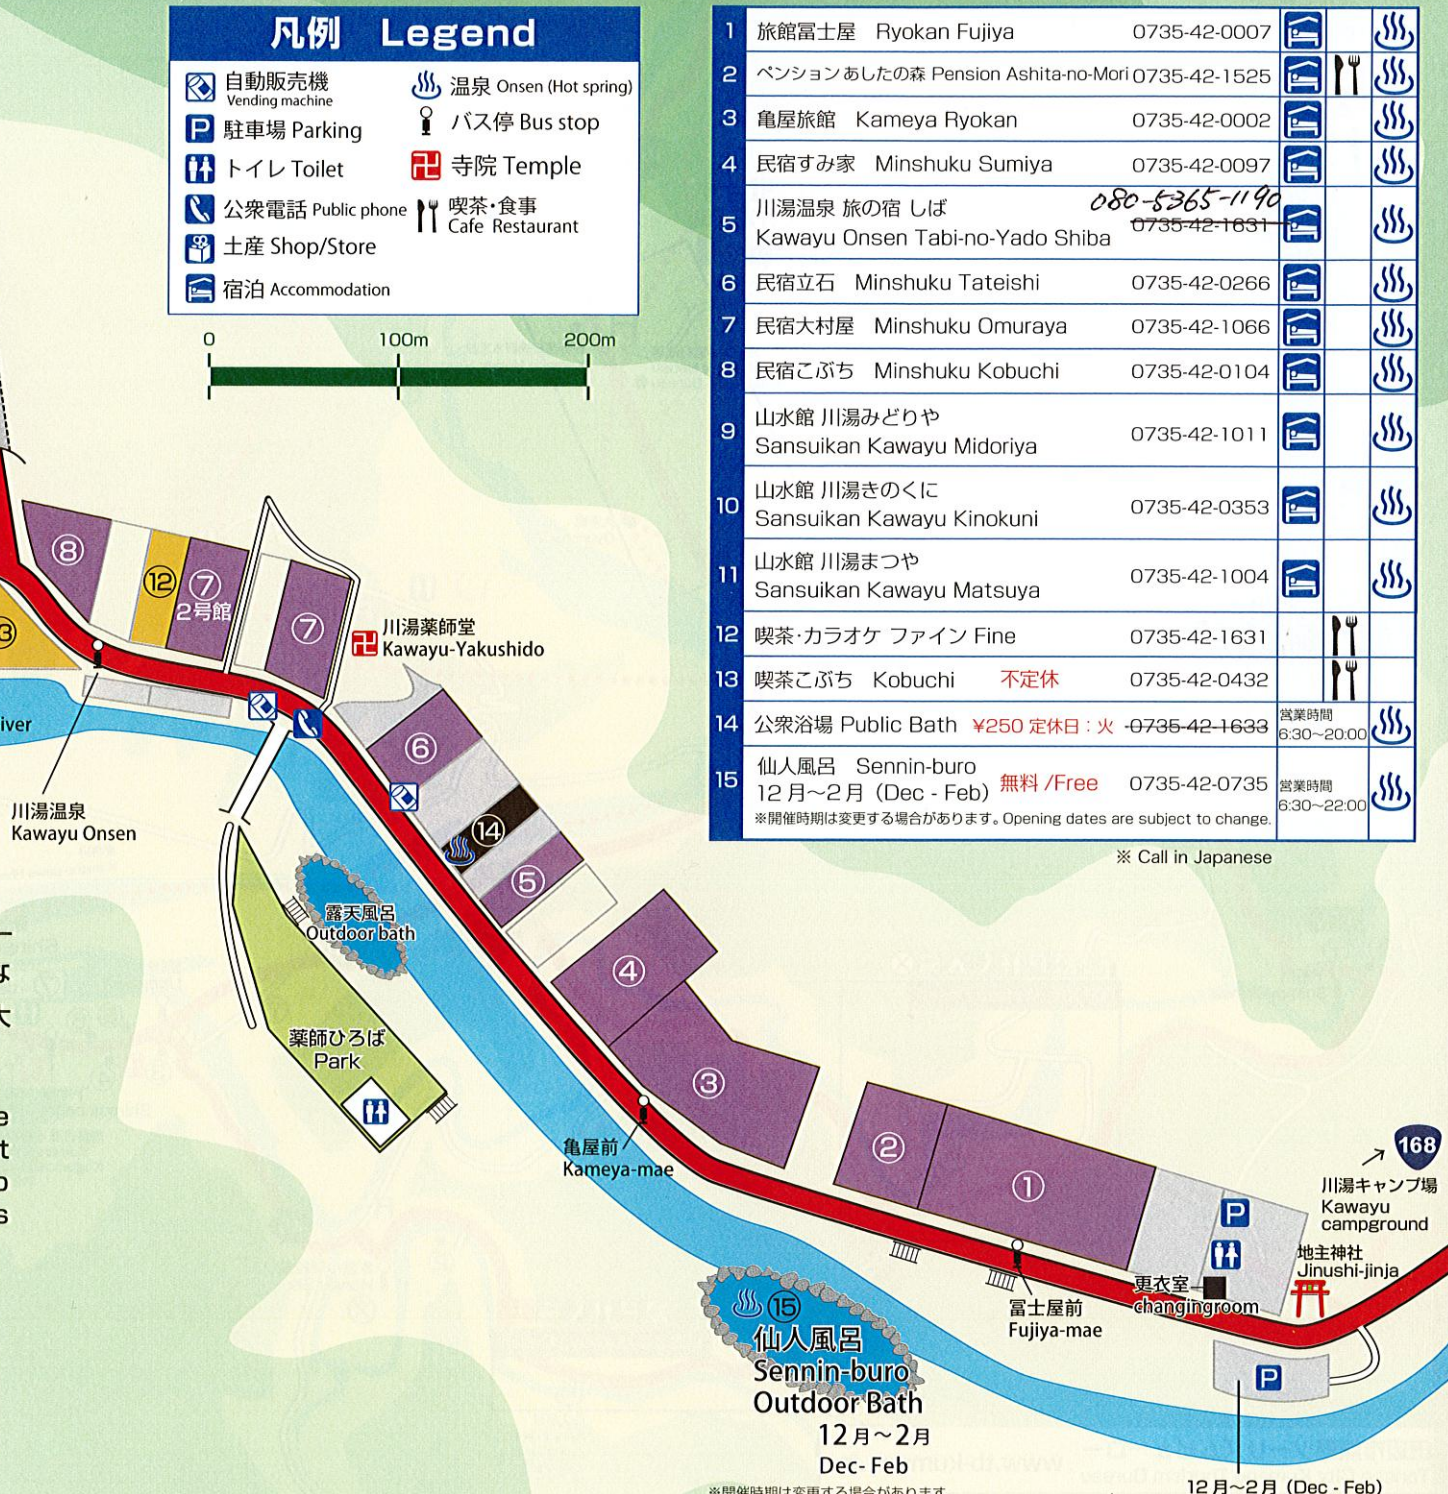 凡例 Legend
自動販売機
Vending machine
駐車場 Parking
トイレ Toilet
公衆電話 Public phone
土産 Shop/Store
宿泊 Accommodation
温泉 Onsen (Hot spring)
バス停 Bus stop
寺院 Temple
喫茶・食事
Cafe Restaurant
0 100m 200m
1 旅館冨士屋 Ryokan Fujiya 0735-42-0007
2 ペンションあしたの森 Pension Ashita-no-Mori 0735-42-1525
3 亀屋旅館 Kameya Ryokan 0735-42-0002
4 民宿すみ家 Minshuku Sumiya 0735-42-0097
080-5365-1190
5 川湯温泉 旅の宿 しば
Kawayu Onsen Tabi-no-Yado Shiba 0735-42-1631
6 民宿立石 Minshuku Tateishi 0735-42-0266
7 民宿大村屋 Minshuku Omuraya 0735-42-1066
8 民宿こぶち Minshuku Kobuchi 0735-42-0104
9 山水館 川湯みどりや
Sansuikan Kawayu Midoriya 0735-42-1011
10 山水館 川湯きのくに
Sansuikan Kawayu Kinokuni 0735-42-0353
11 山水館 川湯まつや
Sansuikan Kawayu Matsuya 0735-42-1004
12 喫茶・カラオケ ファイン Fine 0735-42-1631
13 喫茶こぶち Kobuchi 不定休 0735-42-0432
14 公衆浴場 Public Bath ¥250 定休日：火 0735-42-1633 営業時間
6:30～20:00
15 仙人風呂 Sennin-buro
12月～2月 (Dec - Feb) 無料/Free 0735-42-0735 営業時間
6:30～22:00
※開催時期は変更する場合があります。Opening dates are subject to change.
※ Call in Japanese
⑧
⑫
⑦
2号館
⑦
川湯薬師堂
Kawayu-Yakushido
iver
川湯温泉
Kawayu Onsen
⑥
⑭
⑤
露天風呂
Outdoor bath
④
薬師ひろば
Park
③
亀屋前
Kameya-mae
②
①
168
川湯キャンプ場
Kawayu
campground
P
地主神社
Jinushi-jinja
更衣室
changingroom
冨士屋前
Fujiya-mae
⑮
仙人風呂
Sennin-buro
Outdoor Bath
12月～2月
Dec- Feb
※開催時期は変更する場合があります
P
12月～2月 (Dec - Feb)